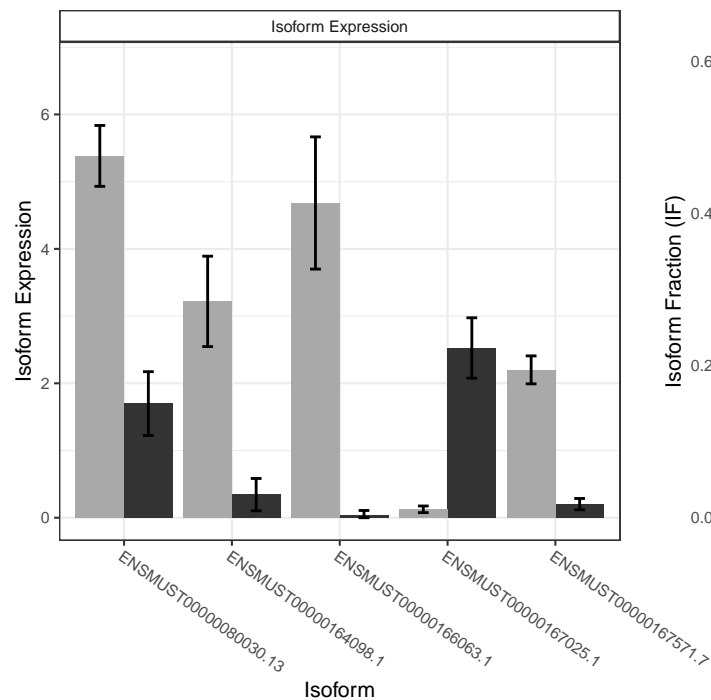 Isoform Expression
Isoform Expression
6
4
2
0
ENSMUST00000080030.13
ENSMUST00000164098.1
ENSMUST00000166063.1
ENSMUST00000167025.1
ENSMUST00000167571.7
Isoform
Isoform Fraction (IF)
0.6
0.4
0.2
0.0